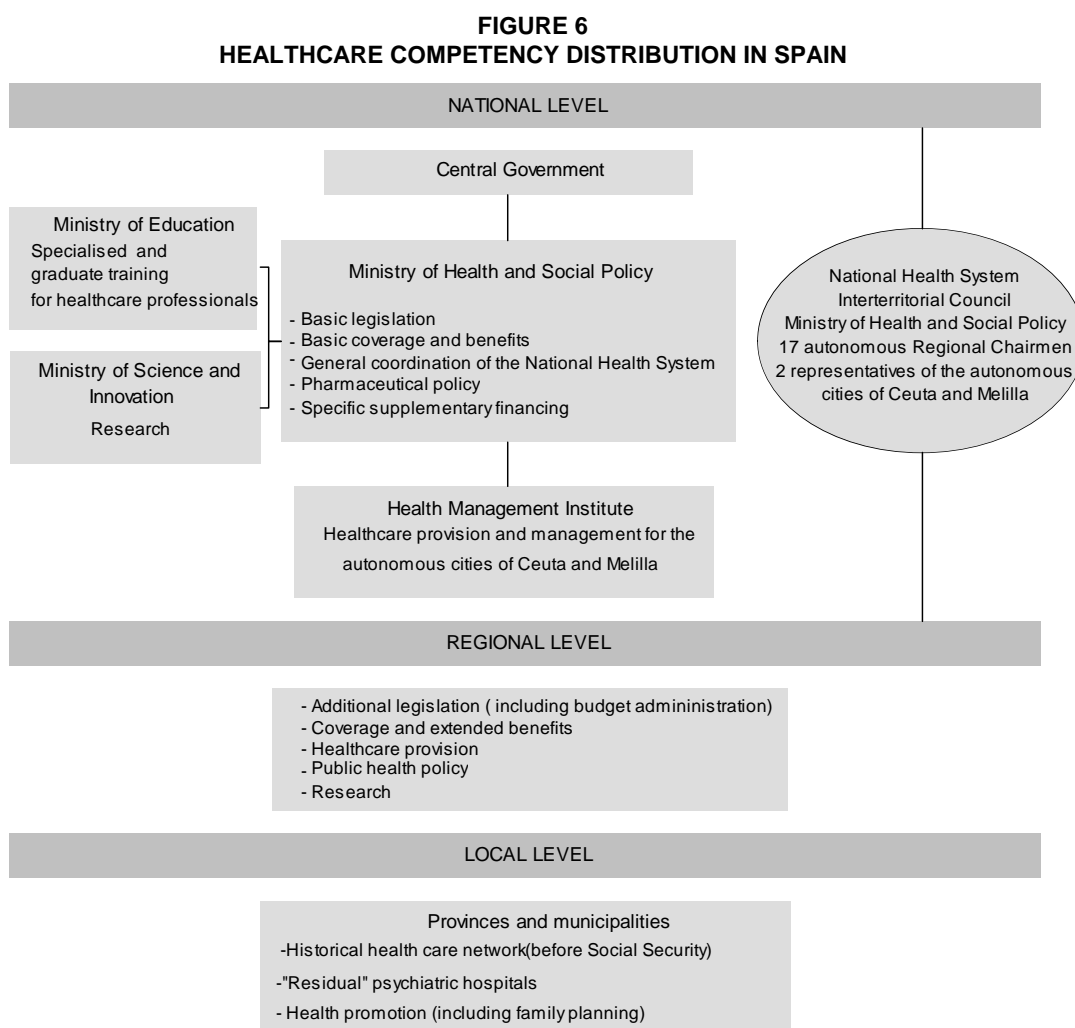 FIGURE 6
HEALTHCARE COMPETENCY DISTRIBUTION IN SPAIN
NATIONAL LEVEL
Central Government
Ministry of Education
Specialised and
graduate training
for healthcare professionals
Ministry of Science and
Innovation
Research
Ministry of Health and Social Policy
- Basic legislation
- Basic coverage and benefits
- General coordination of the National Health System
- Pharmaceutical policy
- Specific supplementary financing
National Health System
Interterritorial Council
Ministry of Health and Social Policy
17 autonomous Regional Chairmen
2 representatives of the autonomous
cities of Ceuta and Melilla
Health Management Institute
Healthcare provision and management for the
autonomous cities of Ceuta and Melilla
REGIONAL LEVEL
- Additional legislation ( including budget admininistration)
- Coverage and extended benefits
- Healthcare provision
- Public health policy
- Research
LOCAL LEVEL
Provinces and municipalities
-Historical health care network(before Social Security)
-"Residual" psychiatric hospitals
- Health promotion (including family planning)